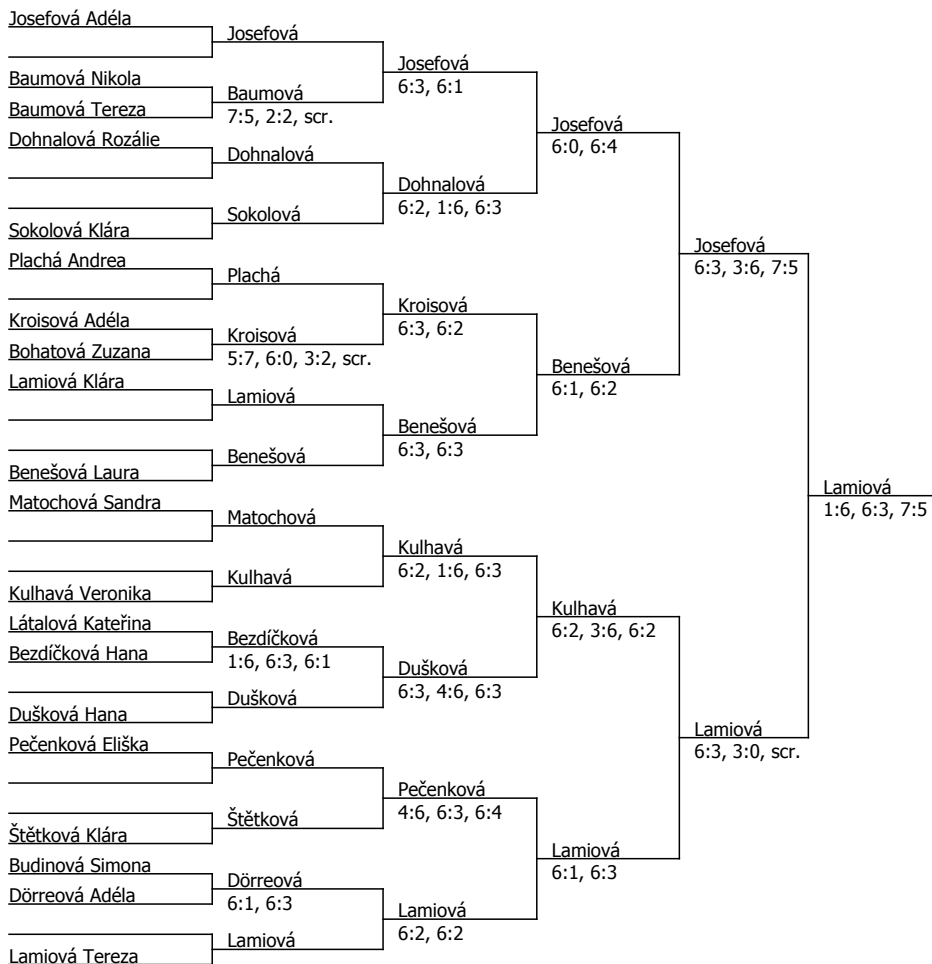 Josefová Adéla
Baumová Nikola
Baumová Tereza
Dohnalová Rozálie
Sokolová Klára
Plachá Andrea
Kroisová Adéla
Bohatová Zuzana
Lamiová Klára
Benešová Laura
Matochová Sandra
Kulhavá Veronika
Látalová Kateřina
Bezdíčková Hana
Dušková Hana
Pečenková Eliška
Štětková Klára
Budinová Simona
Dörreová Adéla
Lamiová Tereza
Josefová
Baumová
7:5, 2:2, scr.
Dohnalová
Sokolová
Plachá
Kroisová
5:7, 6:0, 3:2, scr.
Lamiová
Benešová
Matochová
Kulhavá
Bezdíčková
1:6, 6:3, 6:1
Dušková
Pečenková
Štětková
Dörreová
6:1, 6:3
Lamiová
Josefová
6:3, 6:1
Dohnalová
6:2, 1:6, 6:3
Kroisová
6:3, 6:2
Benešová
6:3, 6:3
Kulhavá
6:2, 1:6, 6:3
Dušková
6:3, 4:6, 6:3
Pečenková
4:6, 6:3, 6:4
Lamiová
6:2, 6:2
Josefová
6:0, 6:4
Benešová
6:1, 6:2
Kulhavá
6:2, 3:6, 6:2
Lamiová
6:1, 6:3
Josefová
6:3, 3:6, 7:5
Lamiová
6:3, 3:0, scr.
Lamiová
1:6, 6:3, 7:5